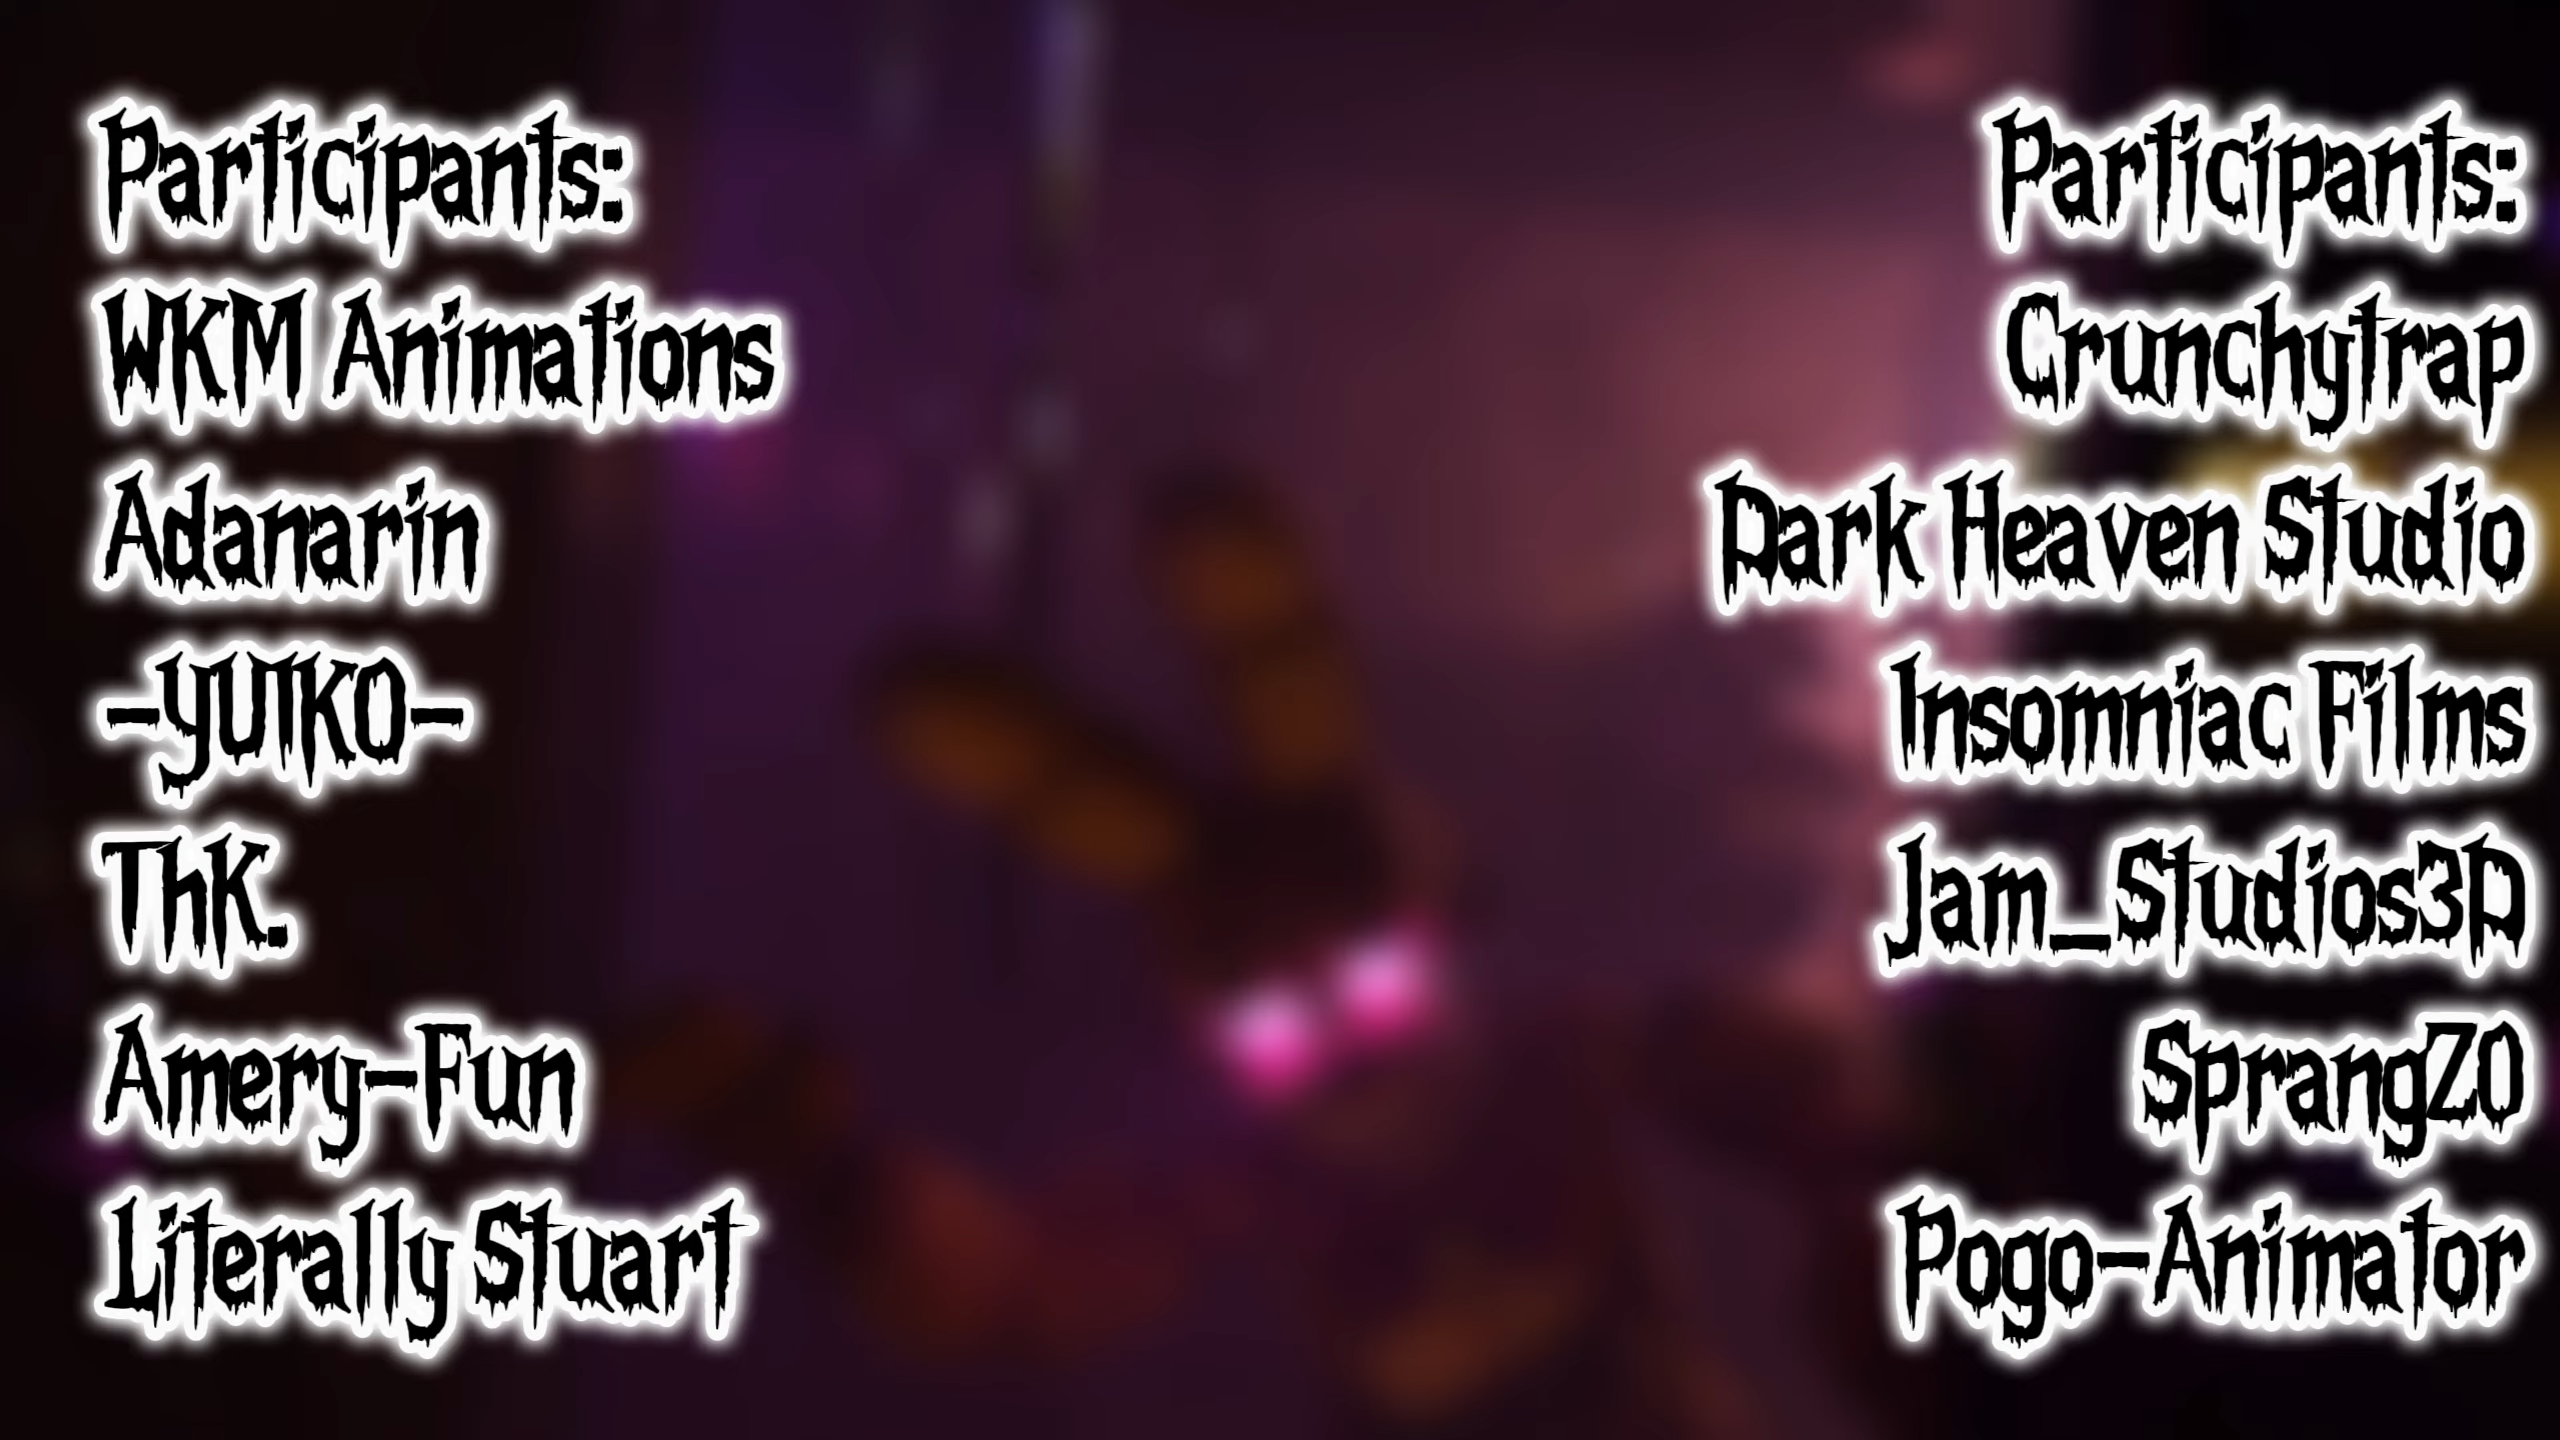 Participants:
WKM Animations
Adanarin
-YUIKO-
ThK.
Amery-Fun
Literally Stuart
Participants:
Crunchytrap
Dark Heaven Studio
Insomniac Films
Jam_Studios3D
SprangZO
Pogo-Animator